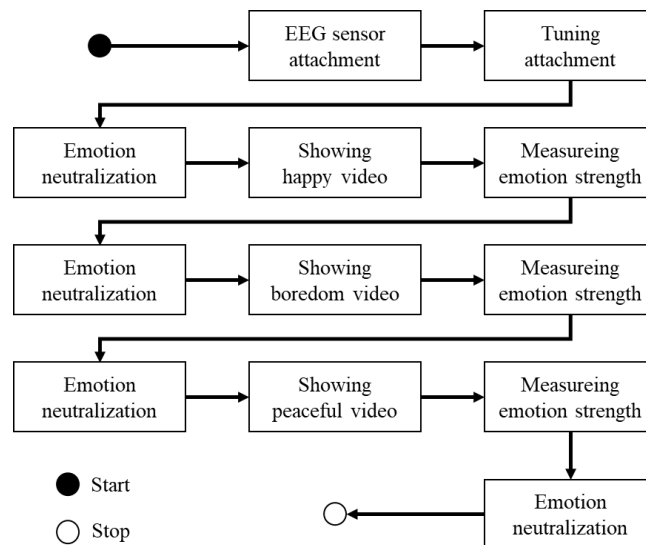 EEG sensor
attachment
Tuning
attachment
Emotion
neutralization
Showing
happy video
Measureing
emotion strength
Emotion
neutralization
Showing
boredom video
Measureing
emotion strength
Emotion
neutralization
Showing
peaceful video
Measureing
emotion strength
Start
Stop
Emotion
neutralization